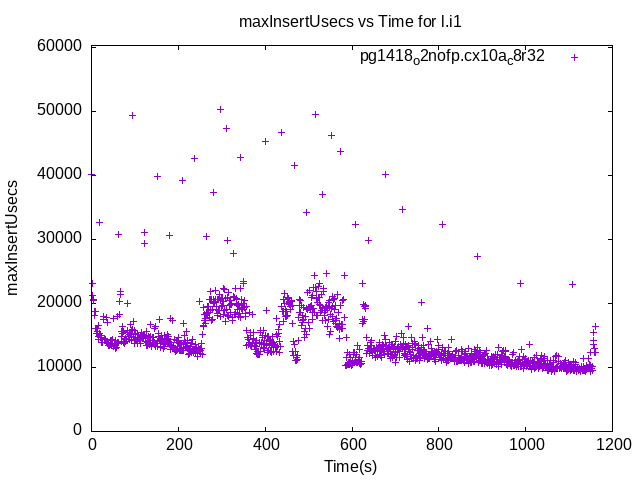 maxInsertUsecs vs Time for l.i1
pg1418o2nofp.cx10ac8r32
60000
50000
40000
30000
20000
10000
0
maxInsertUsecs
0 200 400 600 800 1000 1200
Time(s)